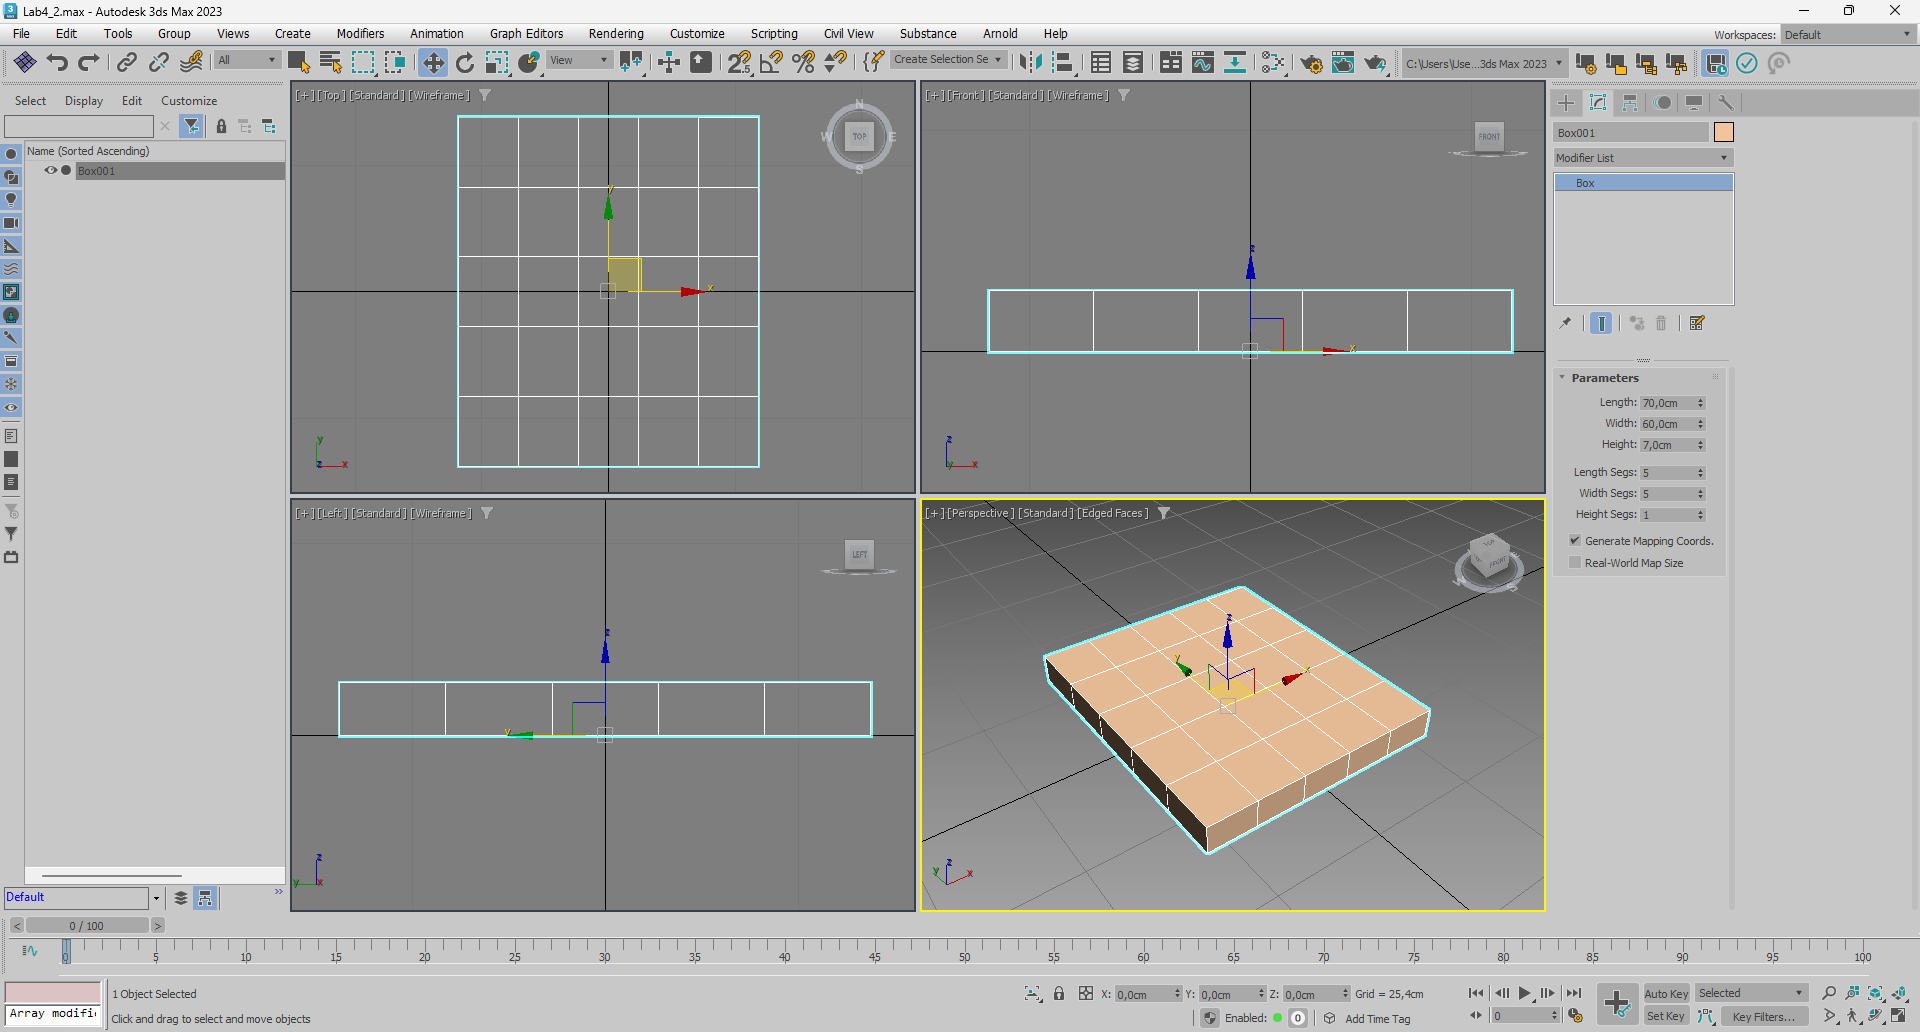 Lab4_2.max - Autodesk 3ds Max 2023
File Edit Tools Group Views Create Modifiers Animation Graph Editors Rendering Customize Scripting Civil View Substance Arnold Help
Workspaces: Default
All
View
Create Selection Se
C:\Users\Use...3ds Max 2023
Select Display Edit Customize
Name (Sorted Ascending)
Box001
[+] [Top] [Standard] [Wireframe]
N
W TOP E
S
y
x
y
z x
[+] [Front] [Standard] [Wireframe]
FRONT
z
x
z
y x
[+] [Left] [Standard] [Wireframe]
LEFT
z
y
z
y x
[+] [Perspective] [Standard] [Edged Faces]
TOP
FRONT
z
y
x
z
y x
Box001
Modifier List
Box
Parameters
Length: 70,0cm
Width: 60,0cm
Height: 7,0cm
Length Segs: 5
Width Segs: 5
Height Segs: 1
Generate Mapping Coords.
Real-World Map Size
Default
< 0 / 100 >
0 5 10 15 20 25 30 35 40 45 50 55 60 65 70 75 80 85 90 95 100
1 Object Selected
X: 0,0cm Y: 0,0cm Z: 0,0cm Grid = 25,4cm
Auto Key Selected
Array modifi
Click and drag to select and move objects
Enabled: 0 Add Time Tag
0
Set Key Key Filters...